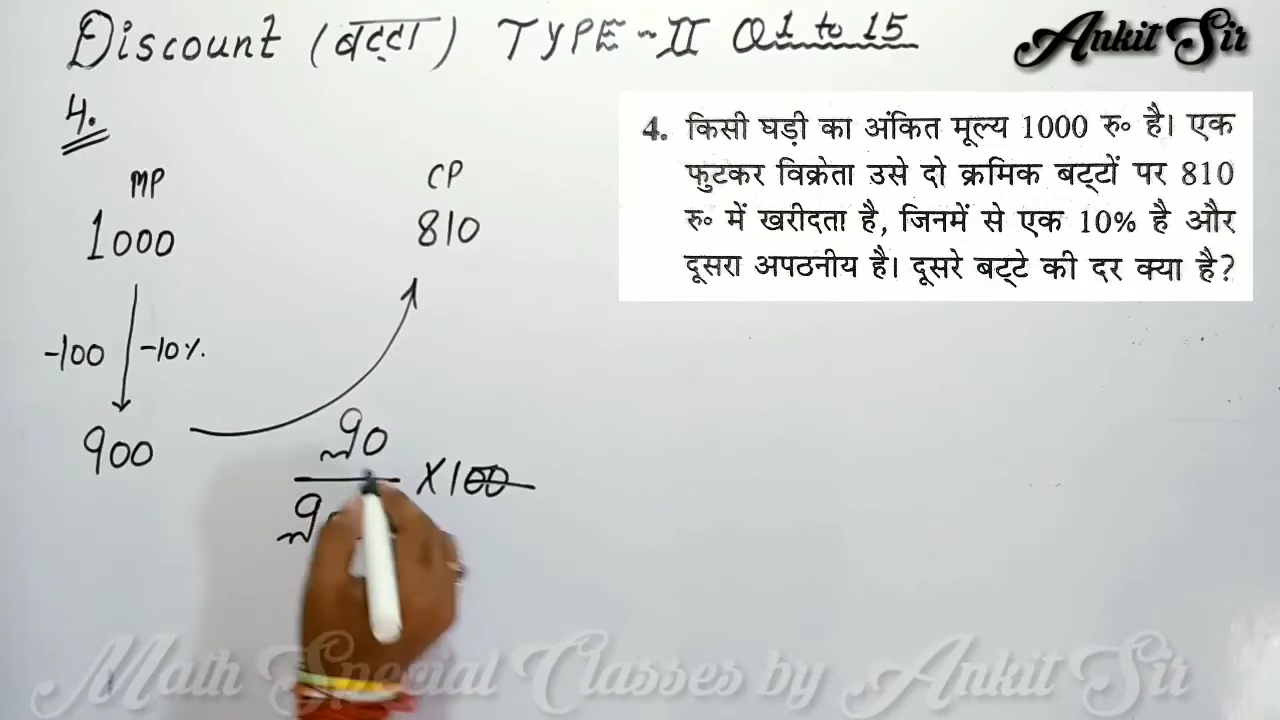 Discount (बट्टा) TYPE-II Q 1 to 15
Ankit Sir
4.
4. किसी घड़ी का अंकित मूल्य 1000 रु० है। एक
फुटकर विक्रेता उसे दो क्रमिक बट्टों पर 810
रु० में खरीदता है, जिनमें से एक 10% है और
दूसरा अपठनीय है। दूसरे बट्टे की दर क्या है?
MP
CP
1000
810
-100
-10%
900
90
×100
Math Special Classes by Ankit Sir